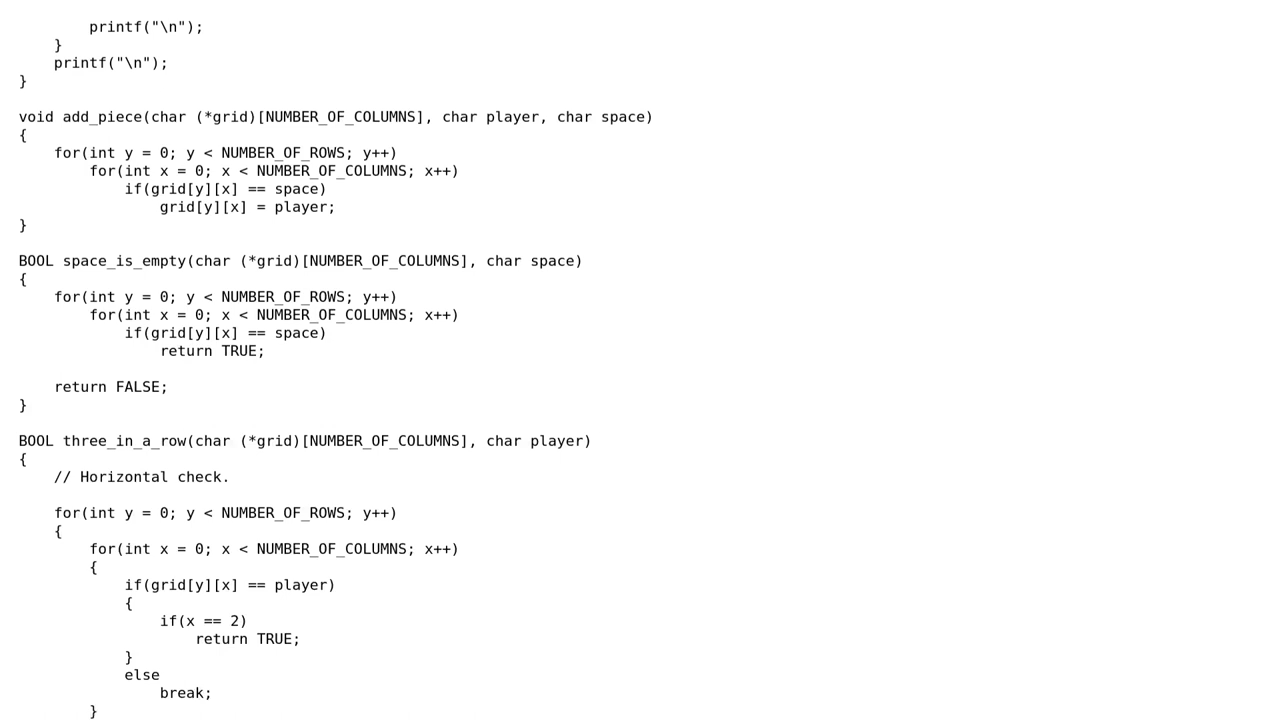 printf("\n");
    }
    printf("\n");
}

void add_piece(char (*grid)[NUMBER_OF_COLUMNS], char player, char space)
{
    for(int y = 0; y < NUMBER_OF_ROWS; y++)
        for(int x = 0; x < NUMBER_OF_COLUMNS; x++)
            if(grid[y][x] == space)
                grid[y][x] = player;
}

BOOL space_is_empty(char (*grid)[NUMBER_OF_COLUMNS], char space)
{
    for(int y = 0; y < NUMBER_OF_ROWS; y++)
        for(int x = 0; x < NUMBER_OF_COLUMNS; x++)
            if(grid[y][x] == space)
                return TRUE;

    return FALSE;
}

BOOL three_in_a_row(char (*grid)[NUMBER_OF_COLUMNS], char player)
{
    // Horizontal check.

    for(int y = 0; y < NUMBER_OF_ROWS; y++)
    {
        for(int x = 0; x < NUMBER_OF_COLUMNS; x++)
        {
            if(grid[y][x] == player)
            {
                if(x == 2)
                    return TRUE;
            }
            else
                break;
        }